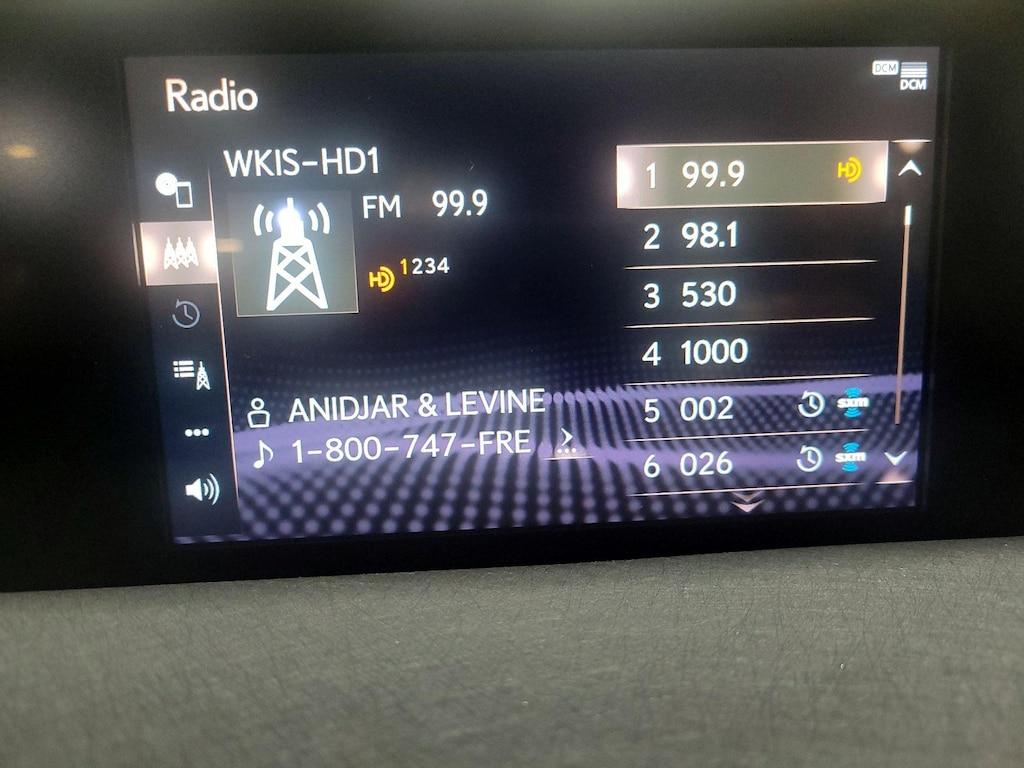 Radio
DCM
DCM
WKIS-HD1
FM 99.9
HD 1234
ANIDJAR & LEVINE
1-800-747-FRE
1 99.9 HD
2 98.1
3 530
4 1000
5 002 sxm
6 026 sxm